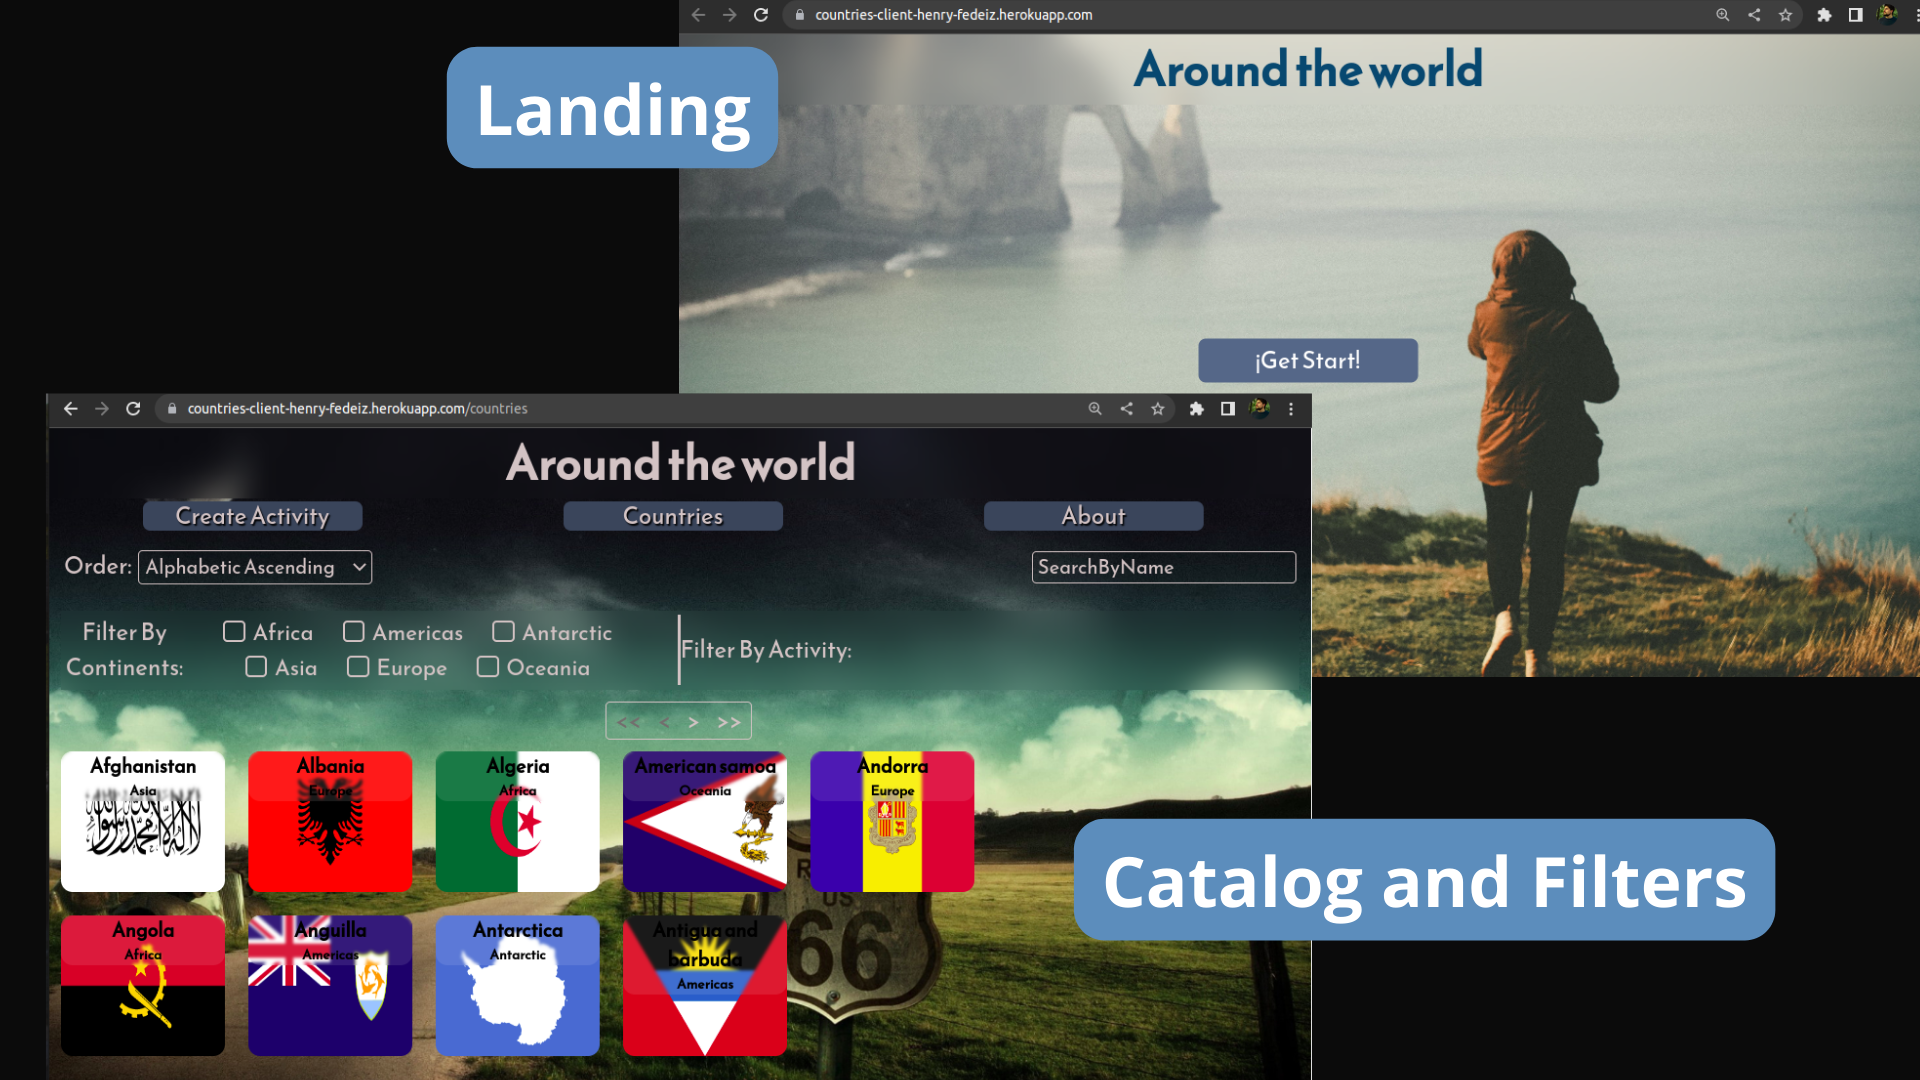 Landing
countries-client-henry-fedeiz.herokuapp.com
Around the world
¡Get Start!
countries-client-henry-fedeiz.herokuapp.com/countries
Around the world
Create Activity
Countries
About
Order:
Alphabetic Ascending
SearchByName
Filter By
Continents:
Africa
Americas
Antarctic
Asia
Europe
Oceania
Filter By Activity:
<< < > >>
Afghanistan
Asia
Albania
Europe
Algeria
Africa
American samoa
Oceania
Andorra
Europe
Angola
Africa
Anguilla
Americas
Antarctica
Antarctic
Antigua and
barbuda
Americas
US
66
Catalog and Filters